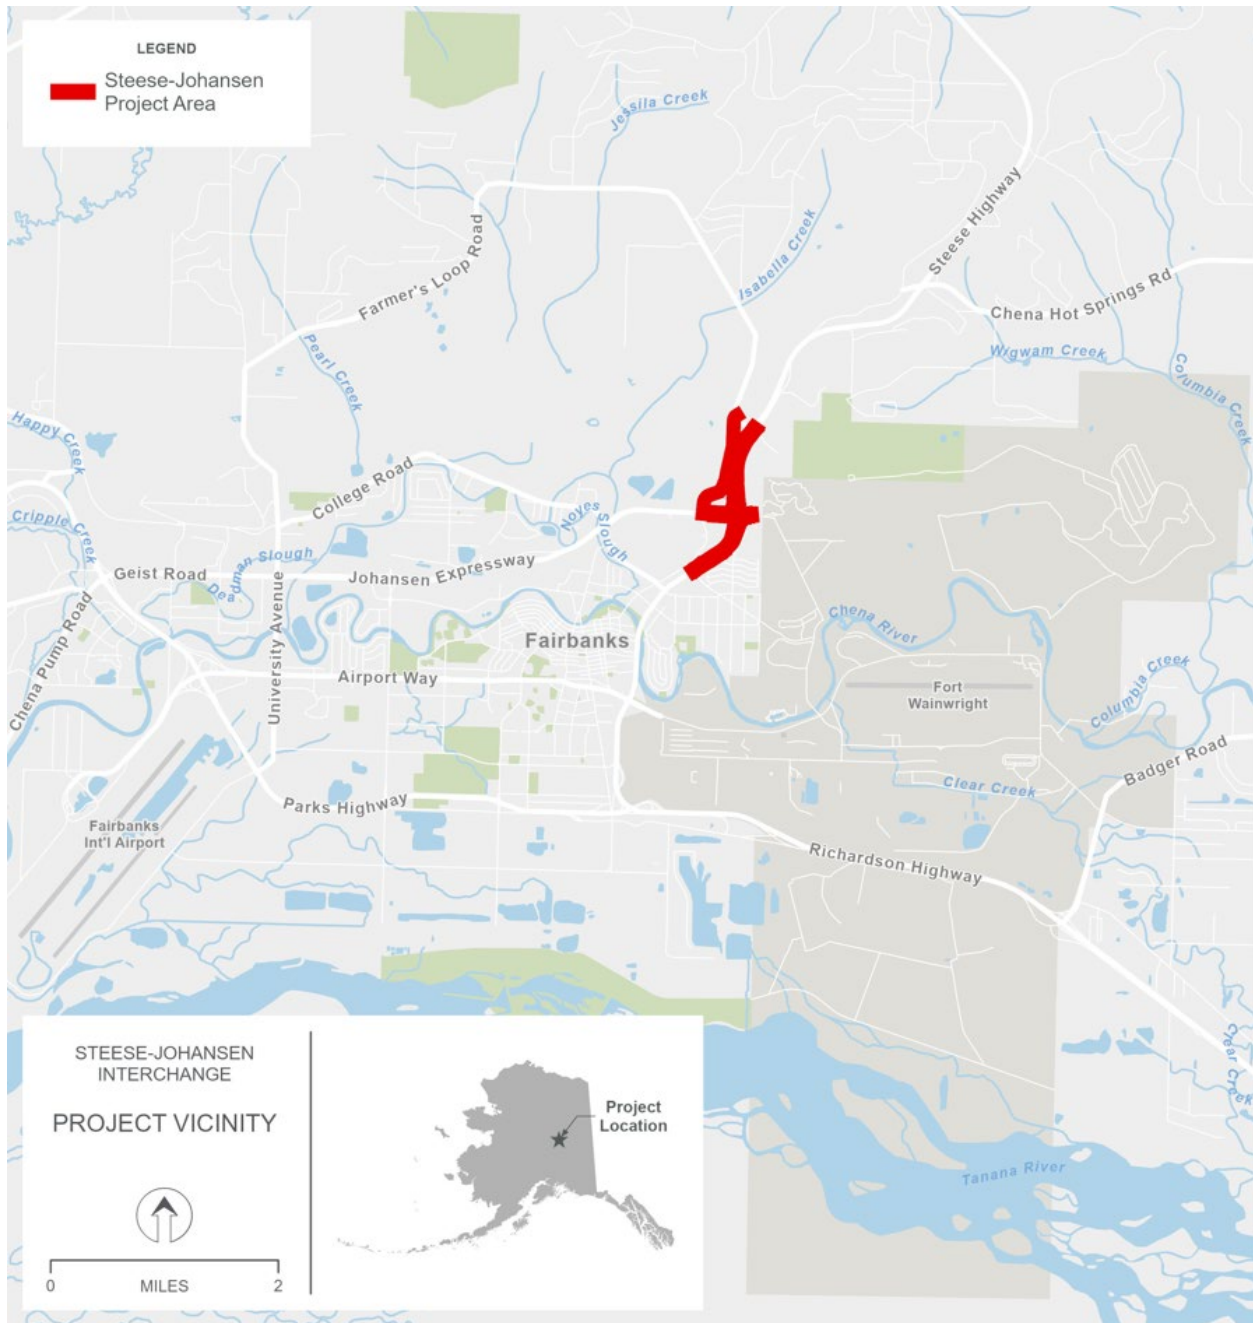 LEGEND
Steese-Johansen
Project Area
Jessila Creek
Steese Highway
Farmer's Loop Road
Isabella Creek
Chena Hot Springs Rd
Pearl Creek
Wigwam Creek
Columbia Creek
Happy Creek
College Road
Cripple Creek
Noyes Slough
Deadman Slough
Geist Road
Johansen Expressway
Chena Pump Road
University Avenue
Chena River
Fairbanks
Airport Way
Fort
Wainwright
Columbia Creek
Badger Road
Clear Creek
Parks Highway
Fairbanks
Int'l Airport
Richardson Highway
Clear Creek
Tanana River
STEESE-JOHANSEN
INTERCHANGE
PROJECT VICINITY
0
MILES
2
Project
Location